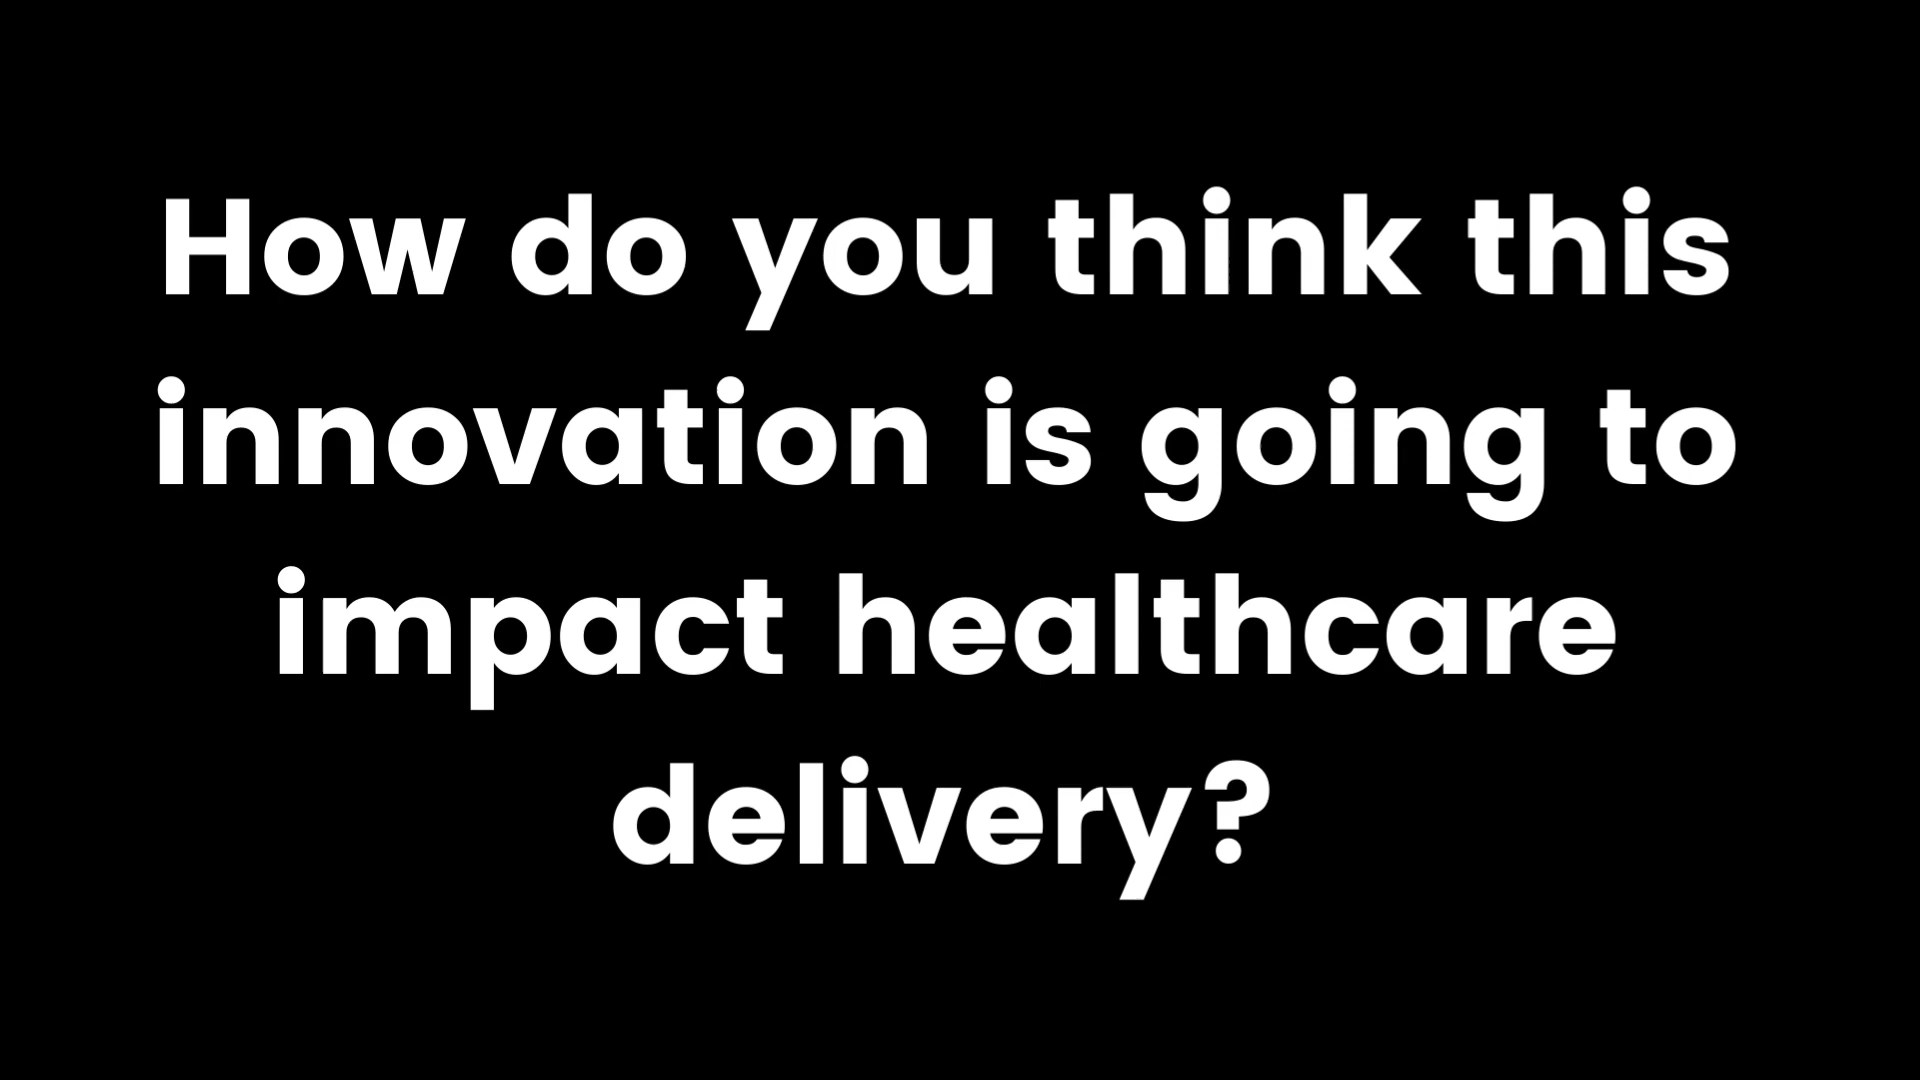 How do you think this
innovation is going to
impact healthcare
delivery?